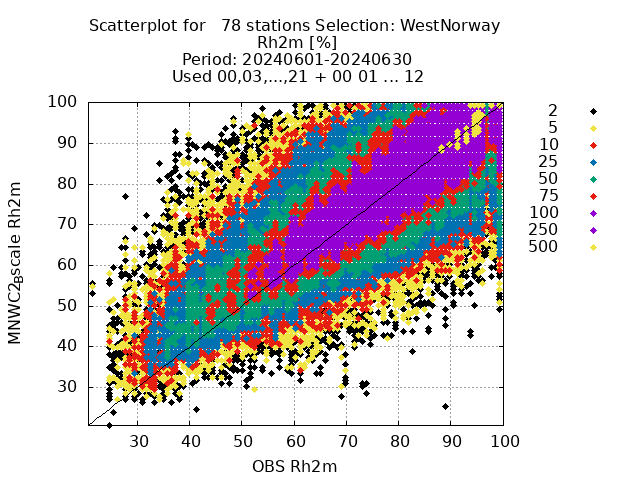 Scatterplot for 78 stations Selection: WestNorway
Rh2m [%]
Period: 20240601-20240630
Used 00,03,...,21 + 00 01 ... 12
100
90
80
70
60
50
40
30
30 40 50 60 70 80 90 100
OBS Rh2m
MNWC2pscale Rh2m
2
5
10
25
50
75
100
250
500